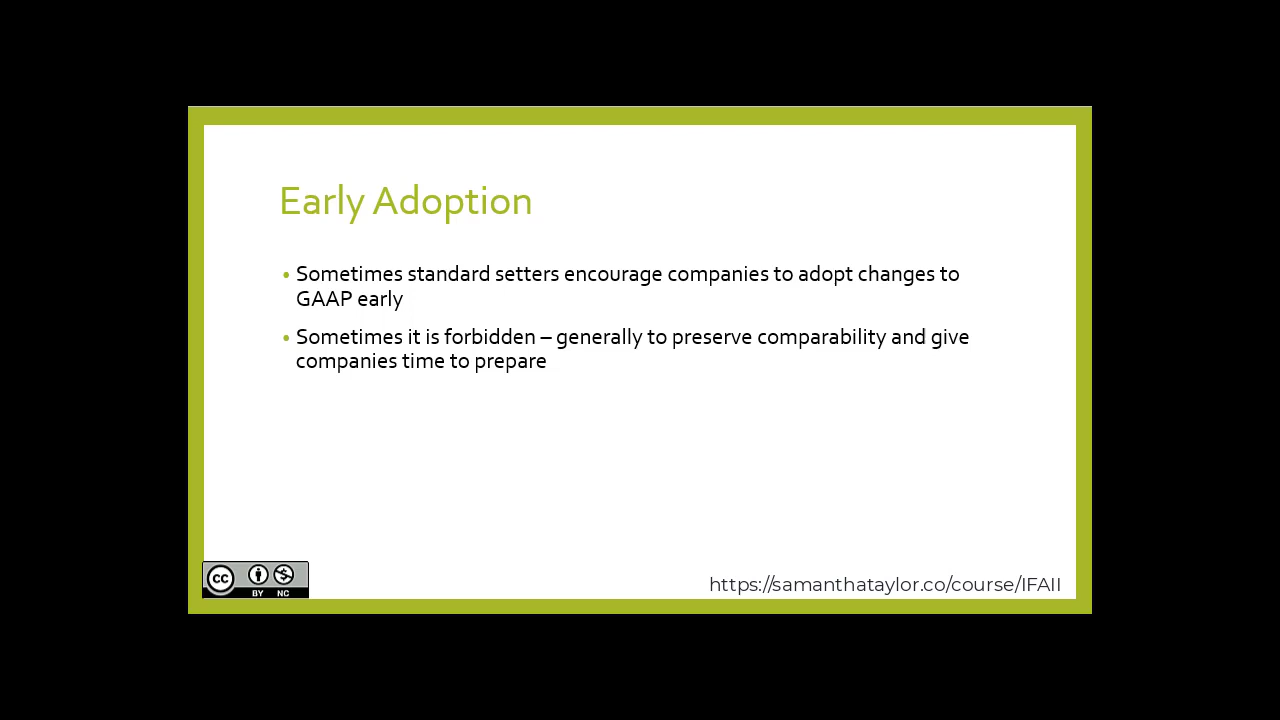 Early Adoption
• Sometimes standard setters encourage companies to adopt changes to
GAAP early
• Sometimes it is forbidden – generally to preserve comparability and give
companies time to prepare
cc
BY NC
https://samanthataylor.co/course/IFAII